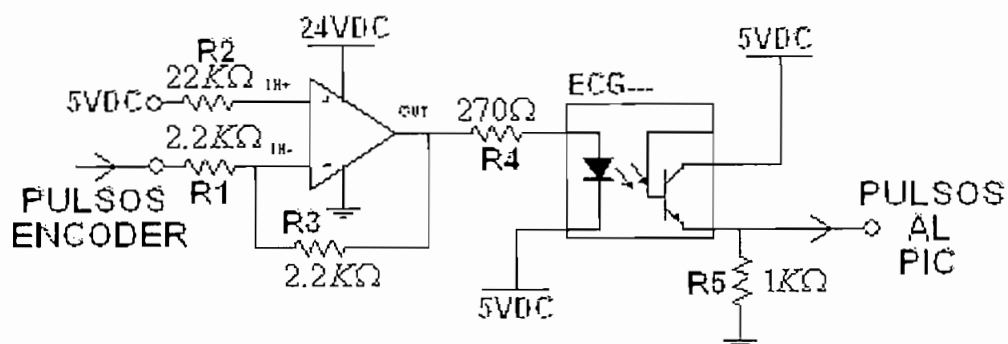 24VDC
5VDC
R2
22KΩ
IN+
5VDC
ECG---
OUT
270Ω
R4
2.2KΩ
IN-
R1
PULSOS
ENCODER
R3
2.2KΩ
5VDC
PULSOS
AL
PIC
R5
1KΩ